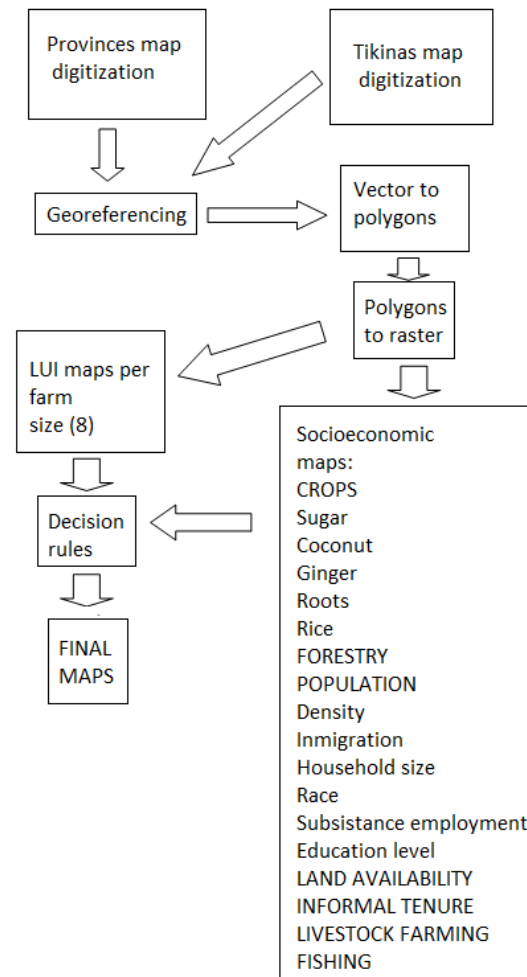 Provinces map
digitization
Tikinas map
digitization
Georeferencing
Vector to
polygons
Polygons
to raster
LUI maps per
farm
size (8)
Socioeconomic
maps:
CROPS
Sugar
Coconut
Ginger
Roots
Rice
FORESTRY
POPULATION
Density
Inmigration
Household size
Race
Subsistance employment
Education level
LAND AVAILABILITY
INFORMAL TENURE
LIVESTOCK FARMING
FISHING
Decision
rules
FINAL
MAPS